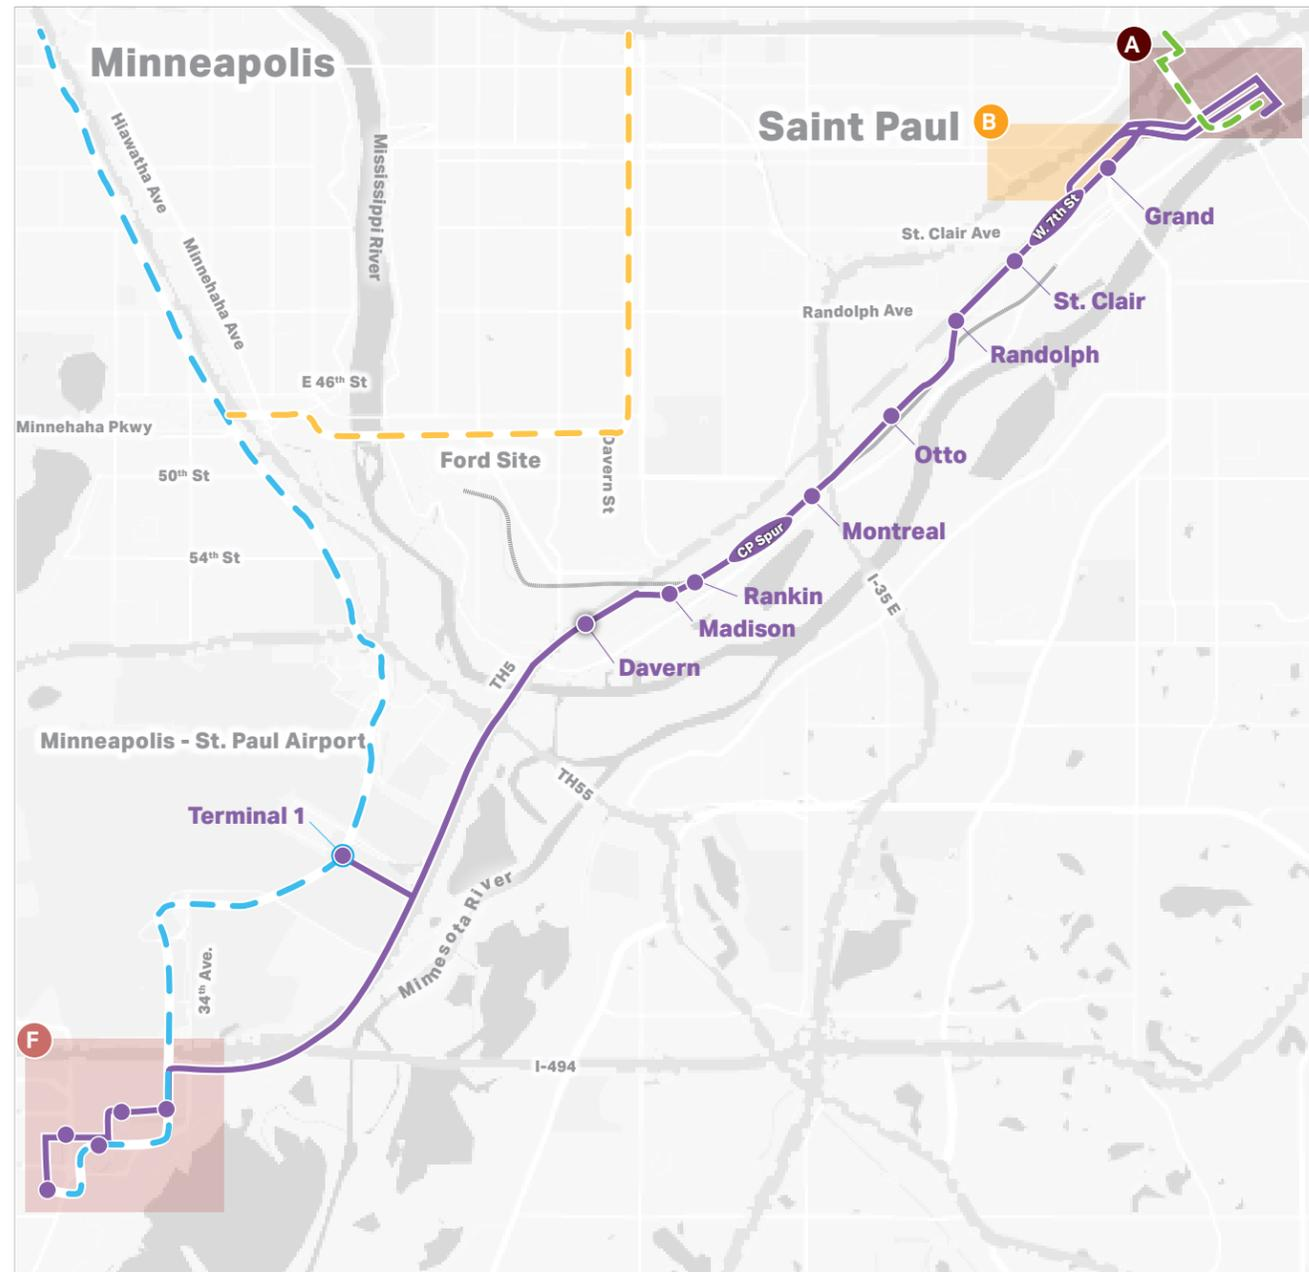 A
Minneapolis
Saint Paul
B
Hiawatha Ave
Mississippi River
W. 7th St
Grand
St. Clair Ave
Minnehaha Ave
St. Clair
Randolph Ave
Randolph
E 46th St
Minnehaha Pkwy
Otto
Ford Site
Davern St
50th St
Montreal
CP Spur
54th St
Rankin
I-35 E
Madison
Davern
TH5
Minneapolis - St. Paul Airport
TH55
Terminal 1
Minnesota River
34th Ave.
F
I-494